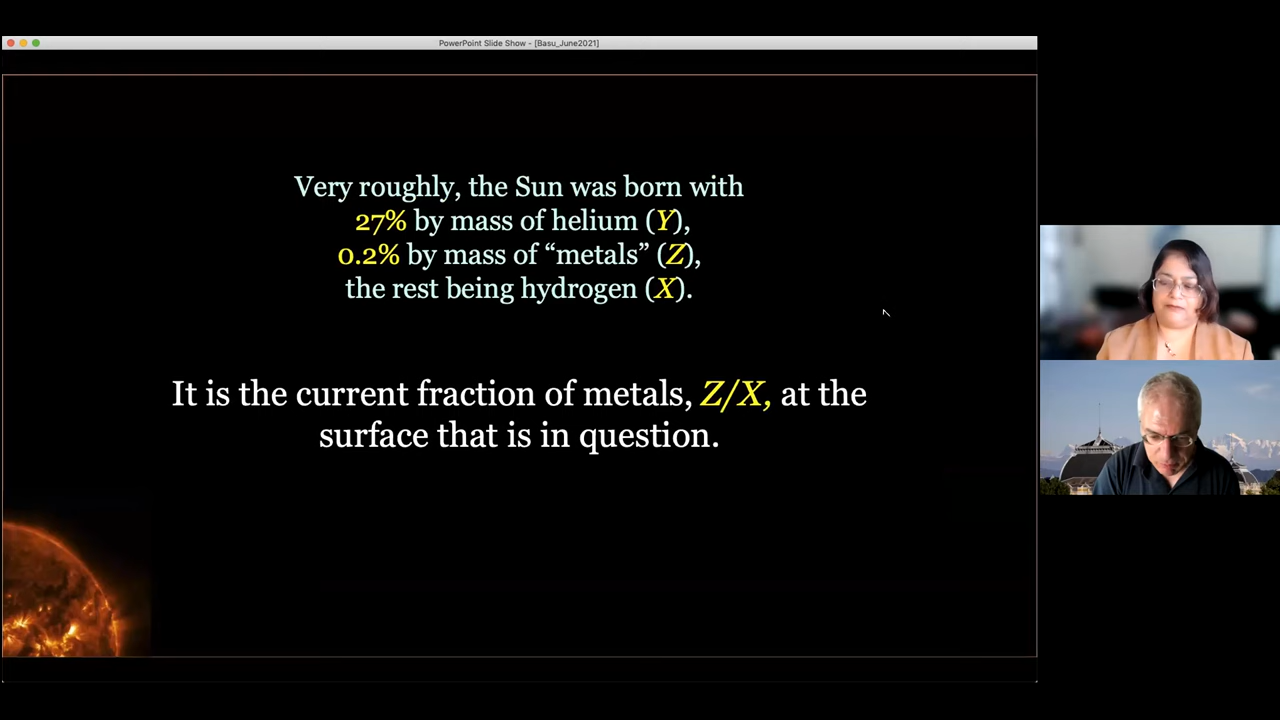 PowerPoint Slide Show - [Basu_June2021]
Very roughly, the Sun was born with
27% by mass of helium (Y),
0.2% by mass of “metals” (Z),
the rest being hydrogen (X).
It is the current fraction of metals, Z/X, at the
surface that is in question.